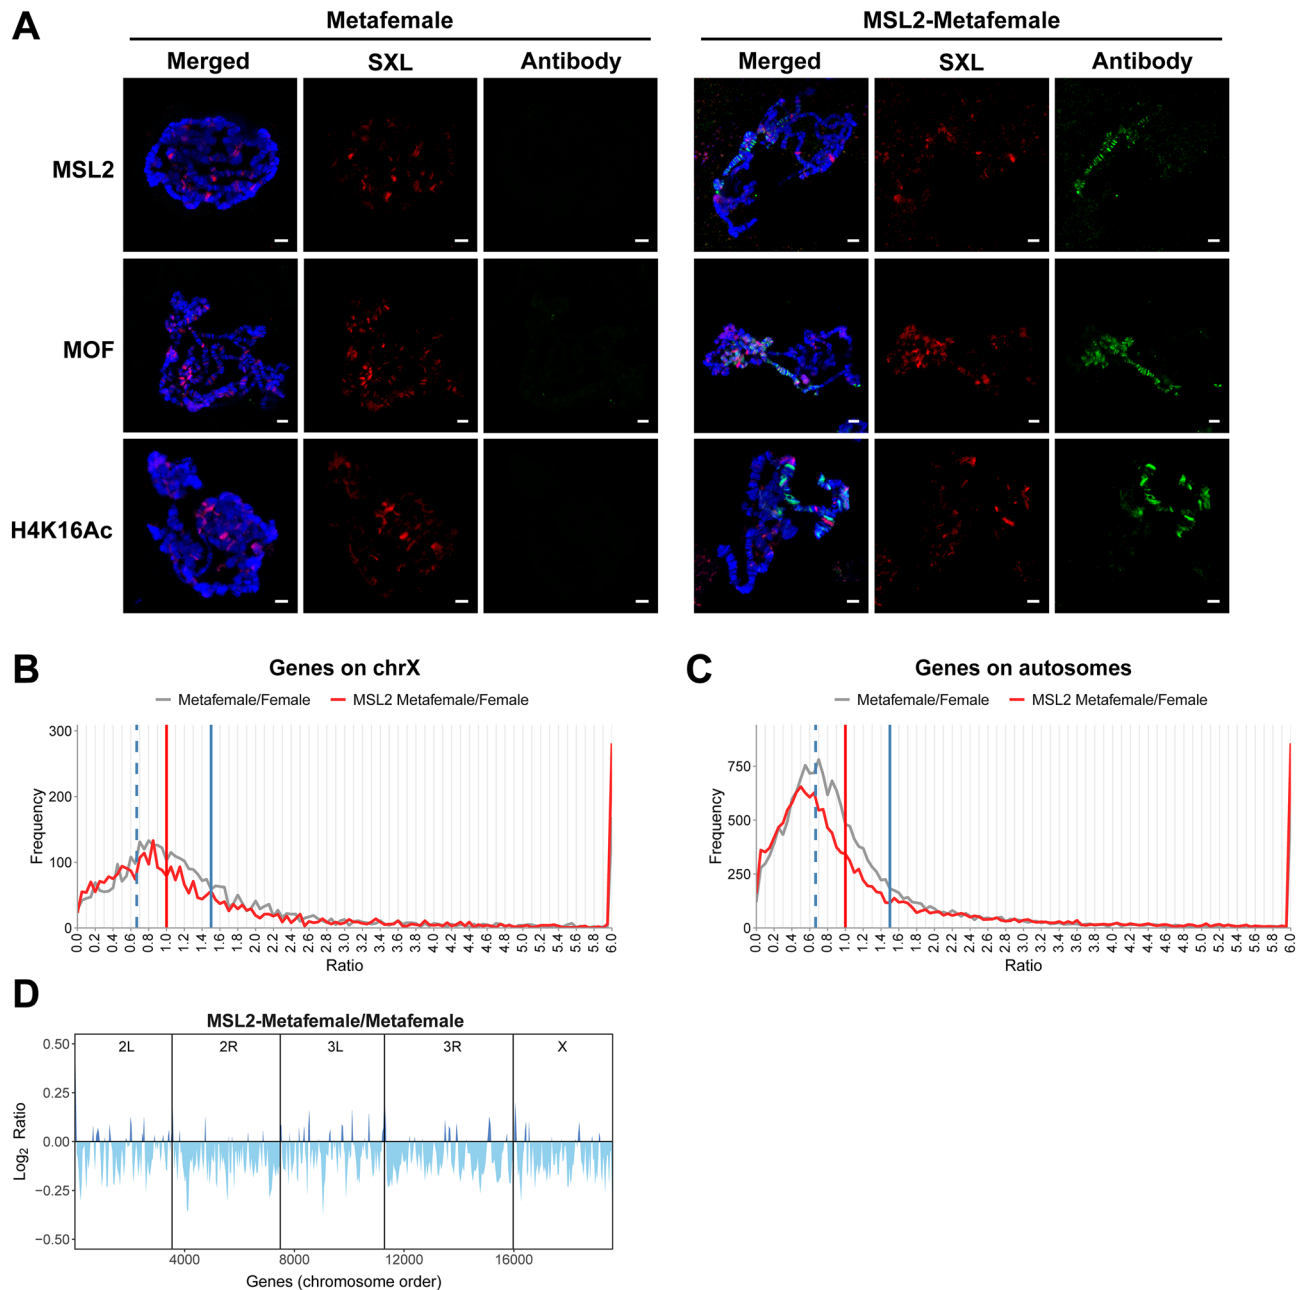 A
Metafemale
MSL2-Metafemale
Merged
SXL
Antibody
Merged
SXL
Antibody
MSL2
MOF
H4K16Ac
B
Genes on chrX
Metafemale/Female
MSL2 Metafemale/Female
300
200
100
0
Frequency
0.0
0.2
0.4
0.6
0.8
1.0
1.2
1.4
1.6
1.8
2.0
2.2
2.4
2.6
2.8
3.0
3.2
3.4
3.6
3.8
4.0
4.2
4.4
4.6
4.8
5.0
5.2
5.4
5.6
5.8
6.0
Ratio
C
Genes on autosomes
Metafemale/Female
MSL2 Metafemale/Female
750
500
250
0
Frequency
0.0
0.2
0.4
0.6
0.8
1.0
1.2
1.4
1.6
1.8
2.0
2.2
2.4
2.6
2.8
3.0
3.2
3.4
3.6
3.8
4.0
4.2
4.4
4.6
4.8
5.0
5.2
5.4
5.6
5.8
6.0
Ratio
D
MSL2-Metafemale/Metafemale
2L
2R
3L
3R
X
0.50
0.25
0.00
−0.25
−0.50
Log2 Ratio
4000
8000
12000
16000
Genes (chromosome order)